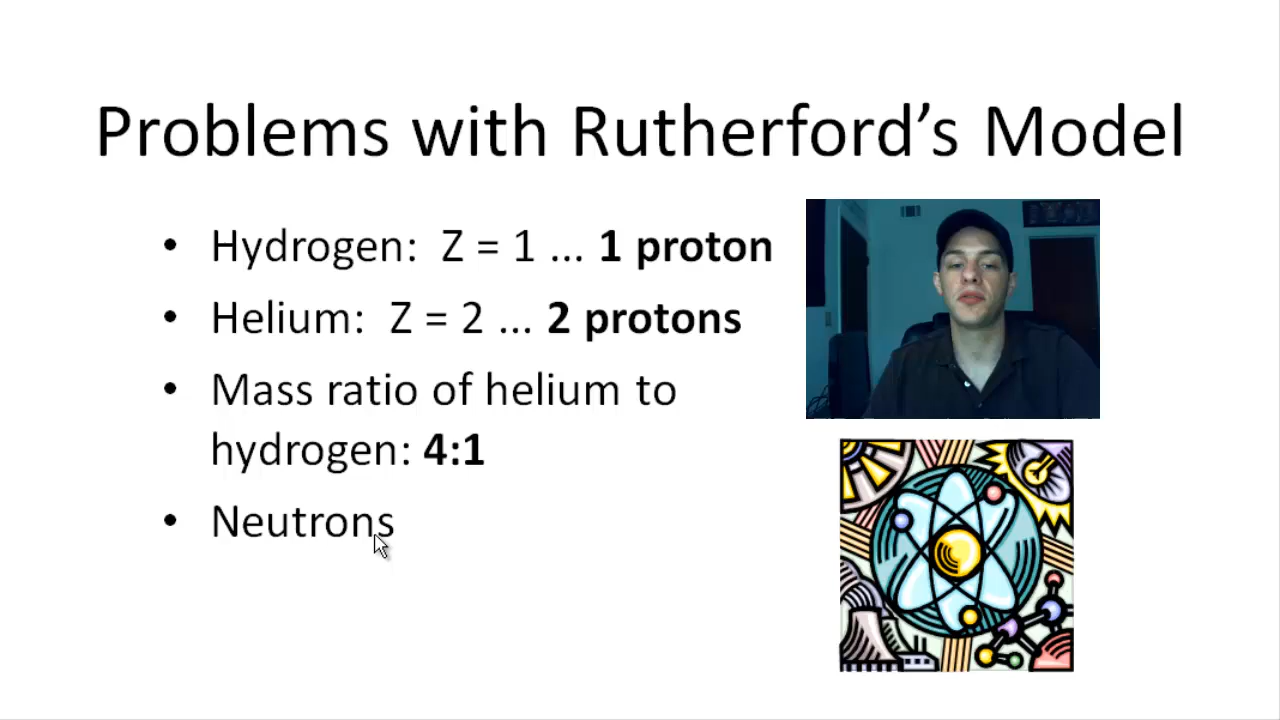 Problems with Rutherford’s Model
• Hydrogen: Z = 1 ... 1 proton
• Helium: Z = 2 ... 2 protons
• Mass ratio of helium to
hydrogen: 4:1
• Neutrons